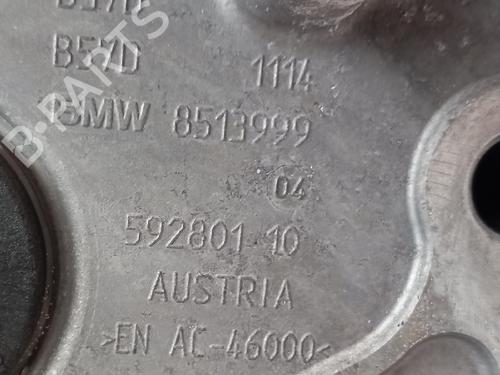 B57D 1114
BMW 8513999
04
592801 10
AUSTRIA
>EN AC-46000<
B-PARTS